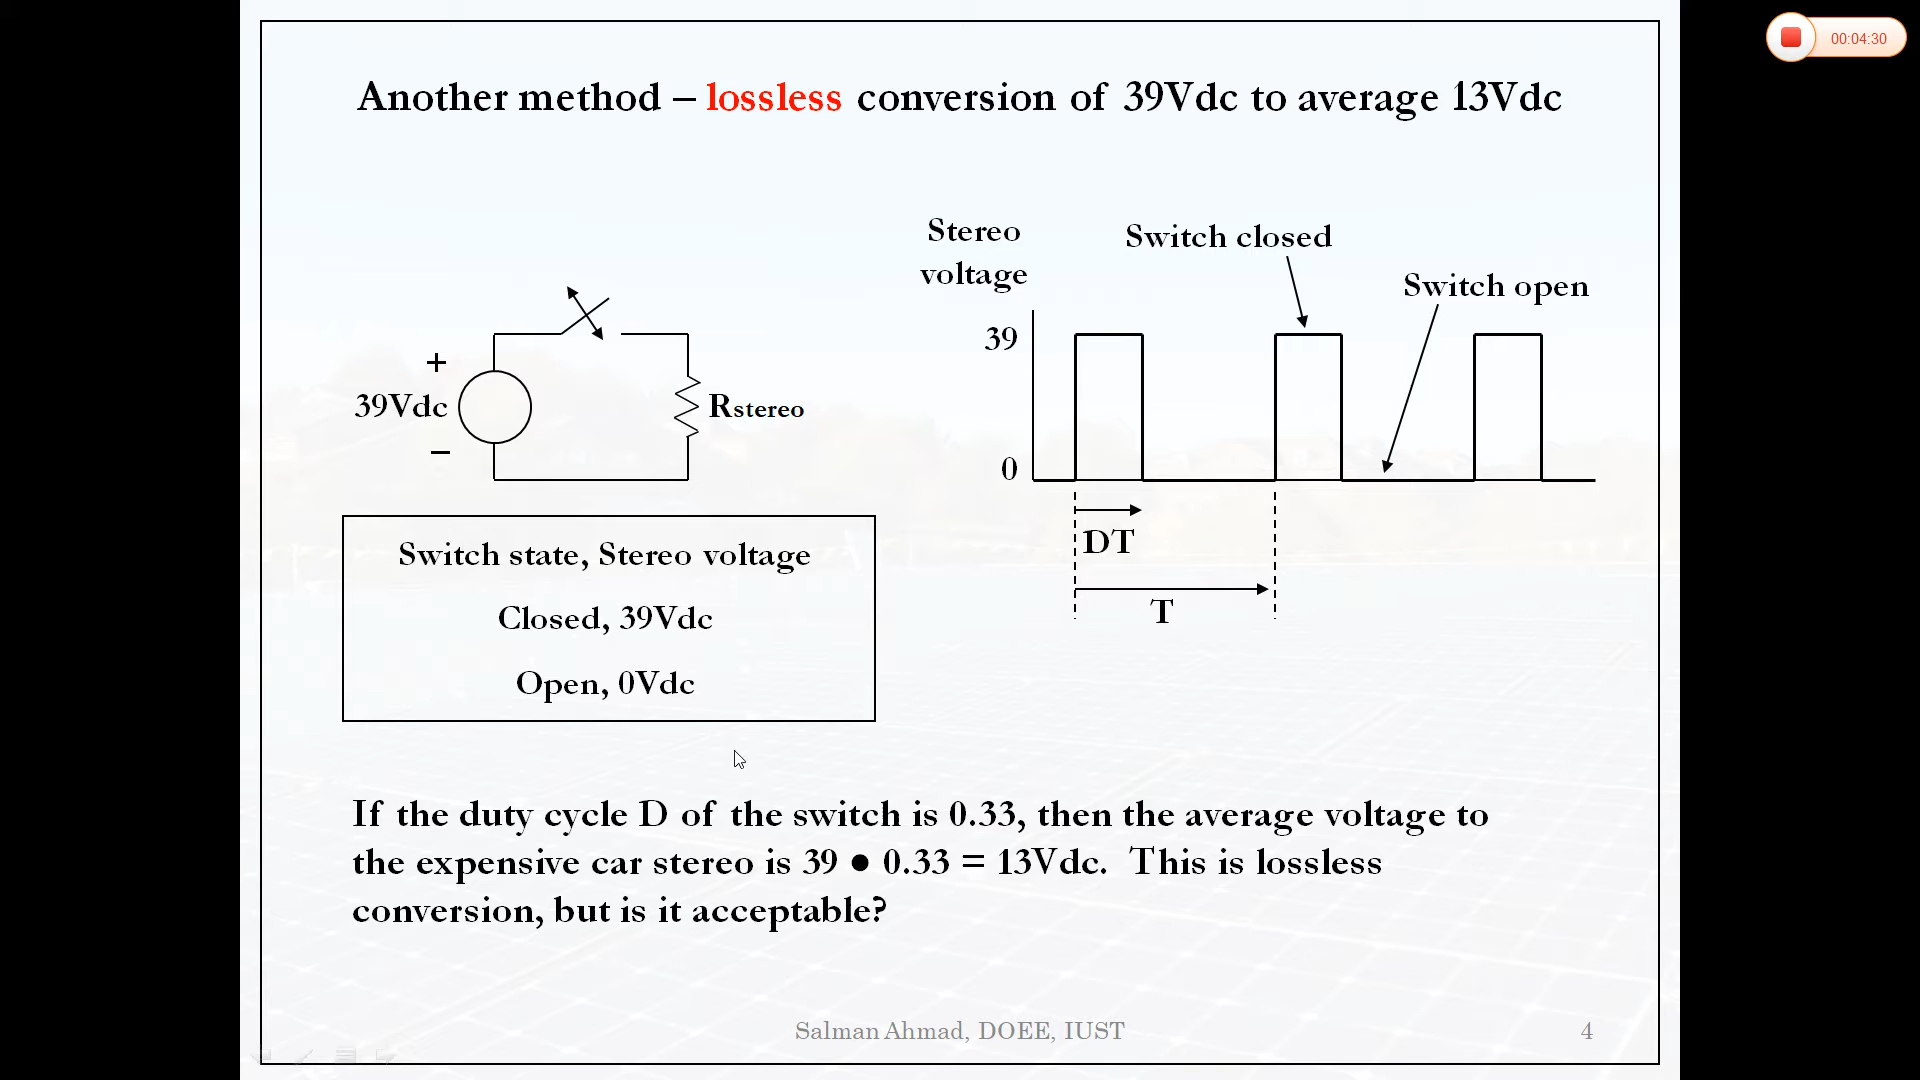 00:04:30
Another method – lossless conversion of 39Vdc to average 13Vdc
Stereo
voltage
Switch closed
Switch open
39
0
+
39Vdc
–
Rstereo
DT
T
Switch state, Stereo voltage
Closed, 39Vdc
Open, 0Vdc
If the duty cycle D of the switch is 0.33, then the average voltage to
the expensive car stereo is 39 ● 0.33 = 13Vdc. This is lossless
conversion, but is it acceptable?
Salman Ahmad, DOEE, IUST
4